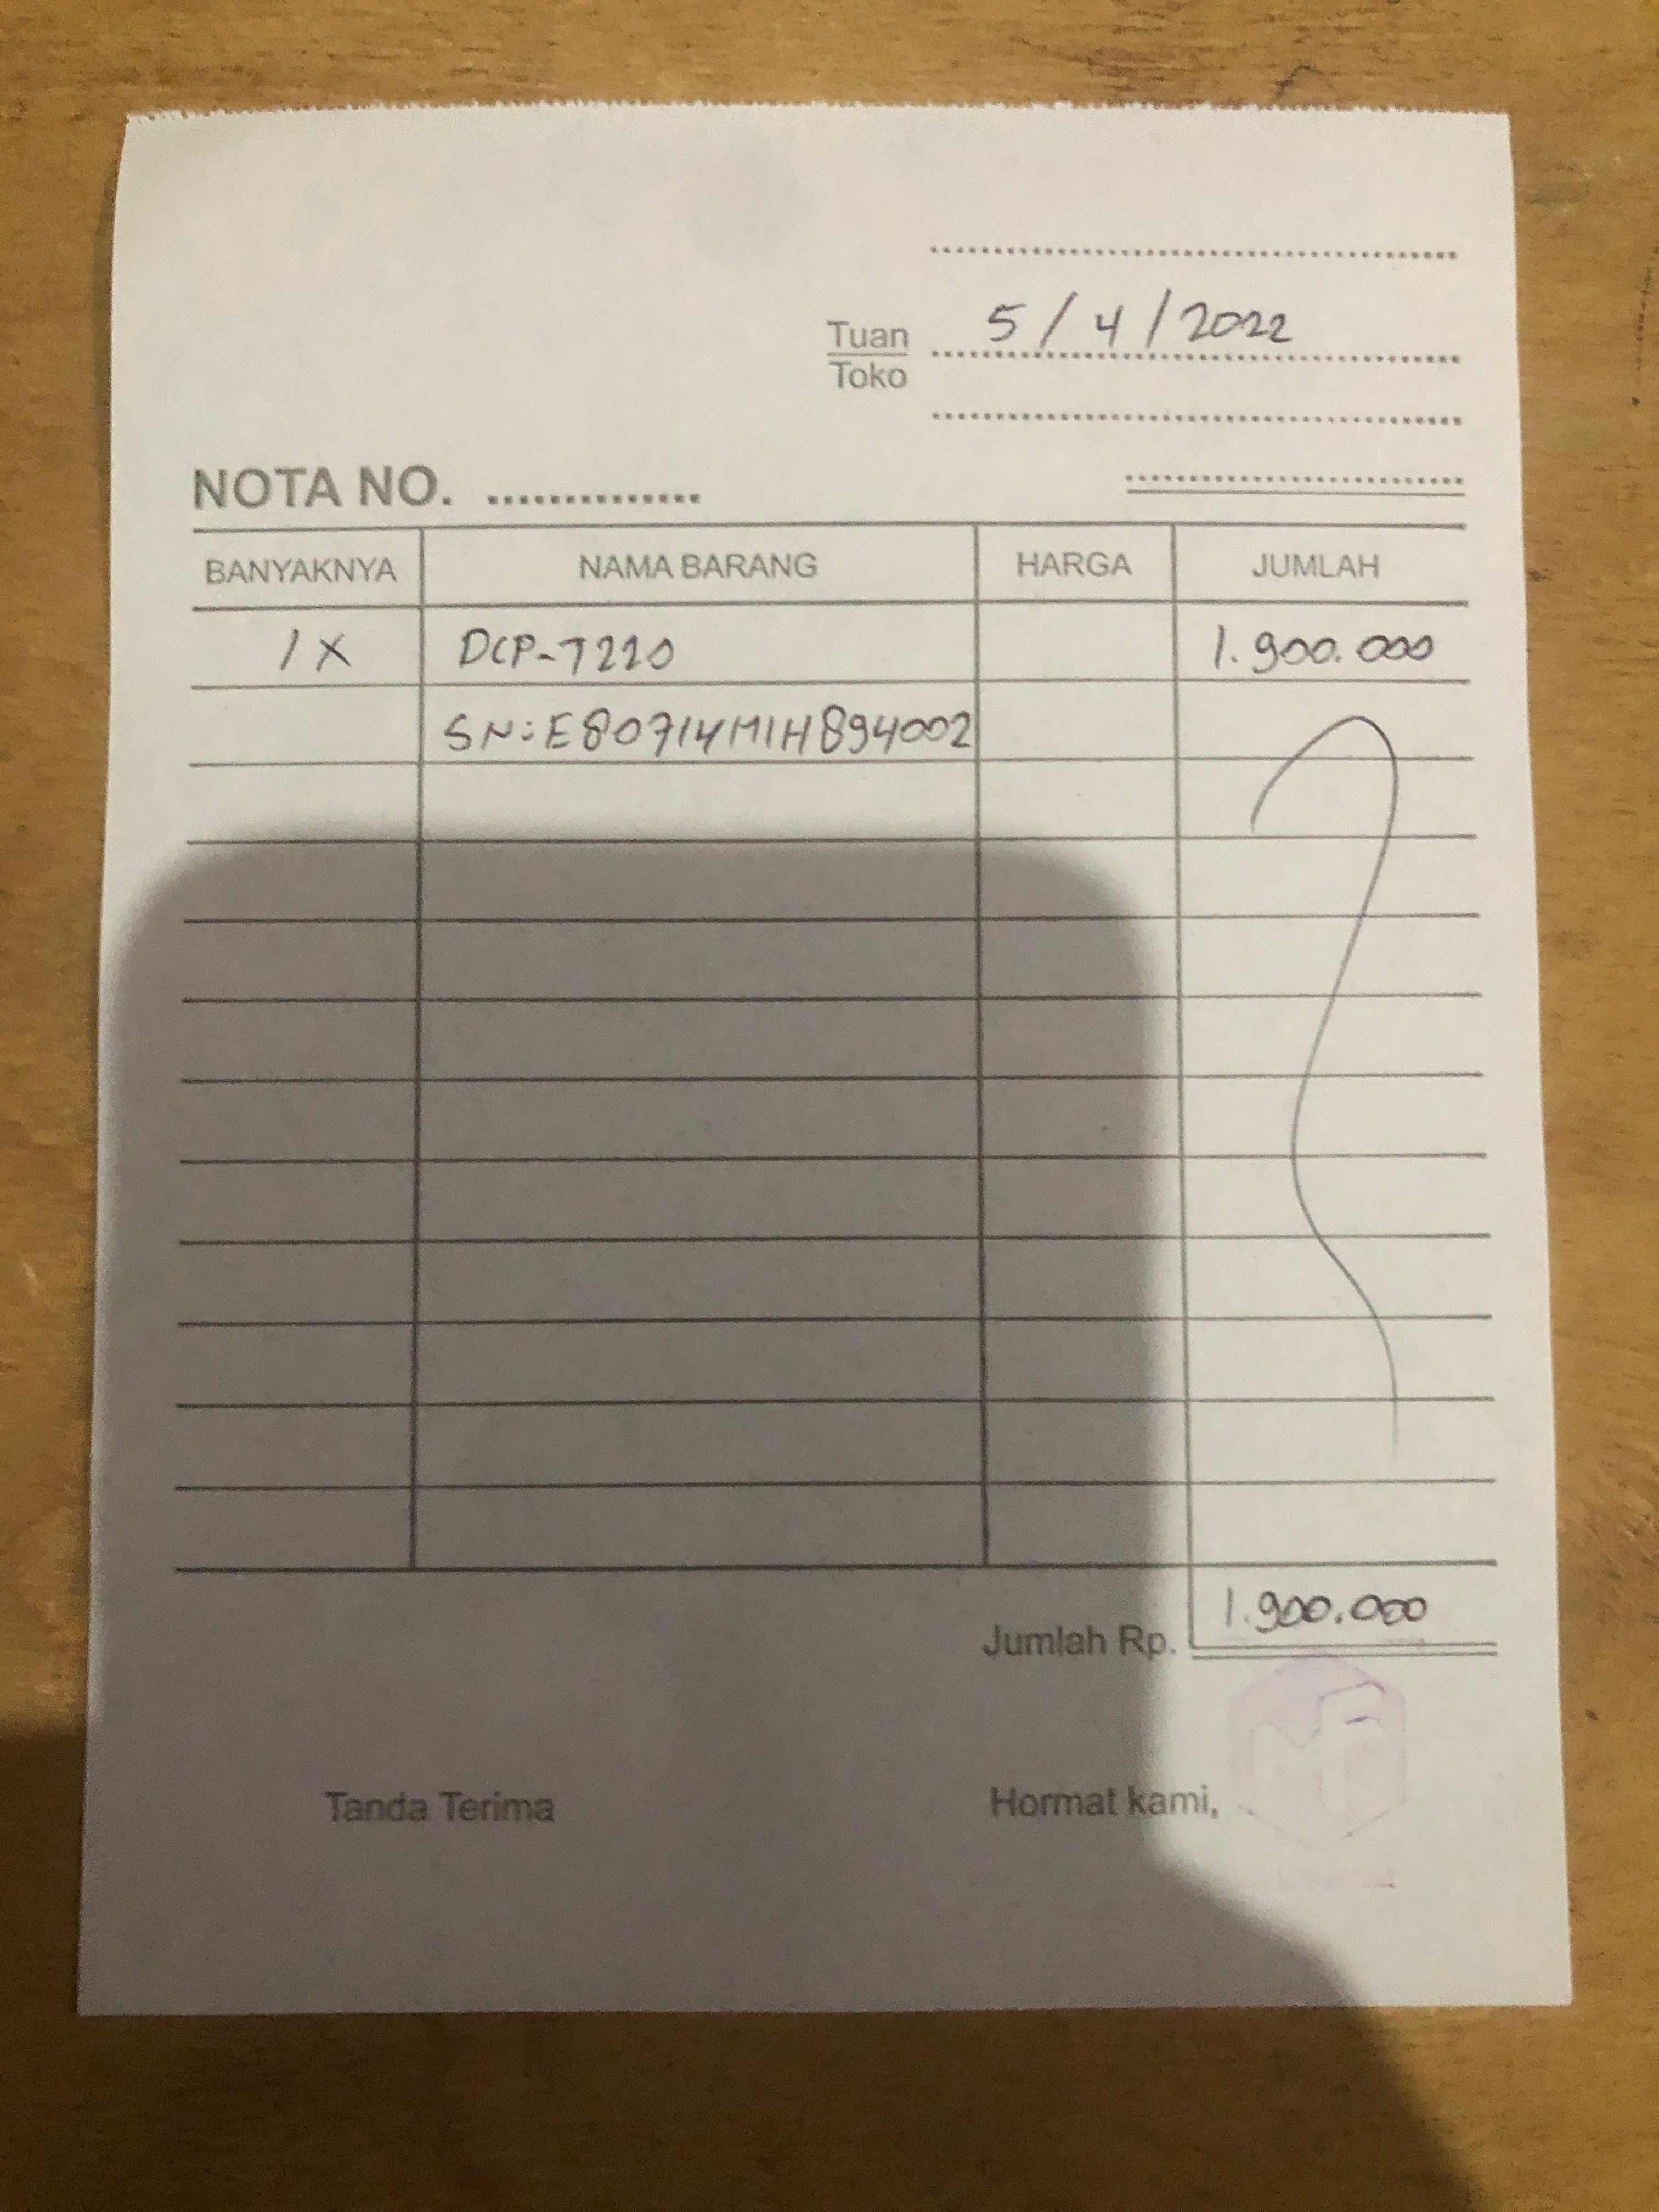 5/4/2022
Tuan
Toko
NOTA NO. ..............
BANYAKNYA NAMA BARANG HARGA JUMLAH
1X DCP-T220 1.900.000
SN:E80714M1H894002
Jumlah Rp. 1.900.000
Tanda Terima Hormat kami,